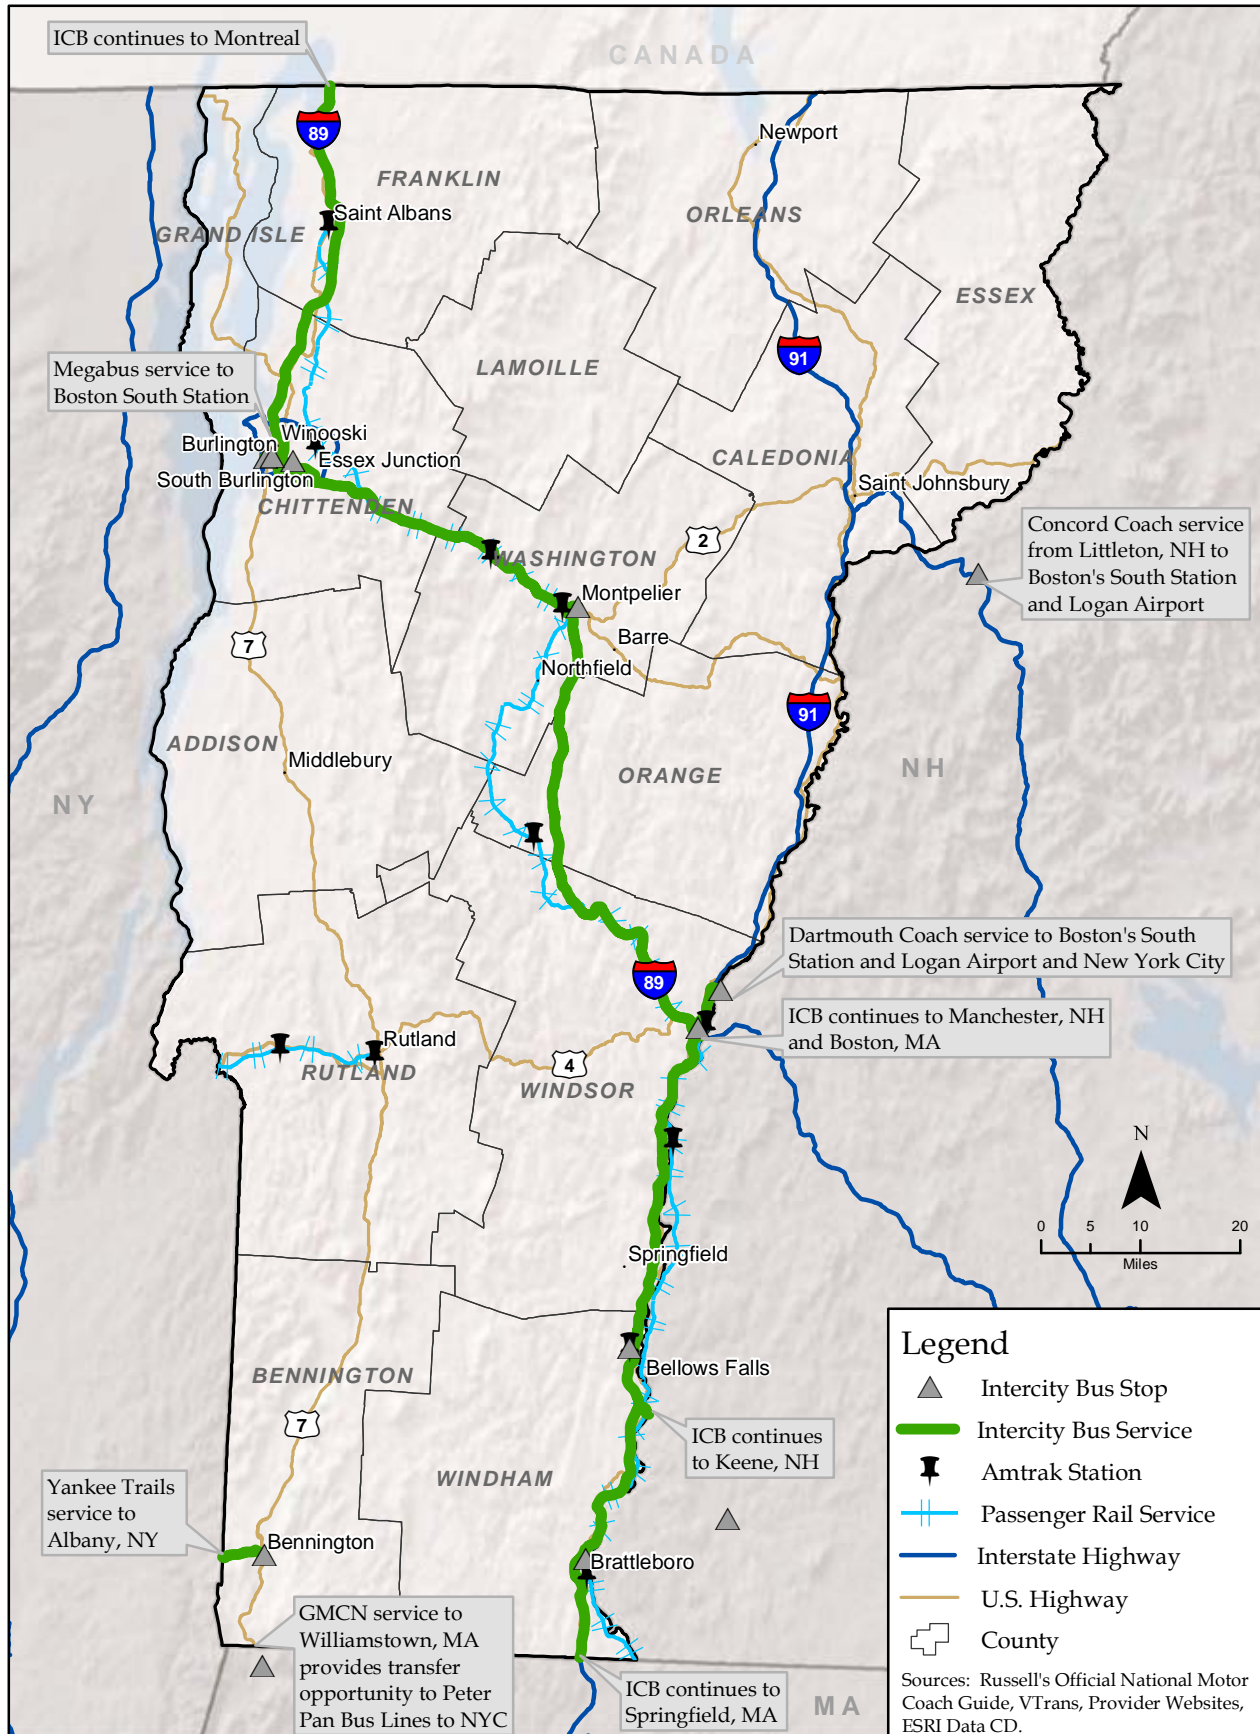 ICB continues to Montreal
CANADA
89
Newport
FRANKLIN
Saint Albans
ORLEANS
GRAND ISLE
ESSEX
91
LAMOILLE
Megabus service to
Boston South Station
Winooski
Burlington
Essex Junction
South Burlington
CALEDONIA
Saint Johnsbury
CHITTENDEN
Concord Coach service
from Littleton, NH to
Boston's South Station
and Logan Airport
2
WASHINGTON
Montpelier
Barre
7
Northfield
91
ADDISON
Middlebury
ORANGE
NH
NY
Dartmouth Coach service to Boston's South
Station and Logan Airport and New York City
89
ICB continues to Manchester, NH
and Boston, MA
Rutland
RUTLAND
4
WINDSOR
N
0 5 10 20
Miles
Springfield
Legend
Intercity Bus Stop
Intercity Bus Service
Amtrak Station
Passenger Rail Service
Interstate Highway
U.S. Highway
County
Sources: Russell's Official National Motor
Coach Guide, VTrans, Provider Websites,
ESRI Data CD.
Bellows Falls
BENNINGTON
7
ICB continues
to Keene, NH
WINDHAM
Yankee Trails
service to
Albany, NY
Bennington
Brattleboro
GMCN service to
Williamstown, MA
provides transfer
opportunity to Peter
Pan Bus Lines to NYC
ICB continues to
Springfield, MA
MA